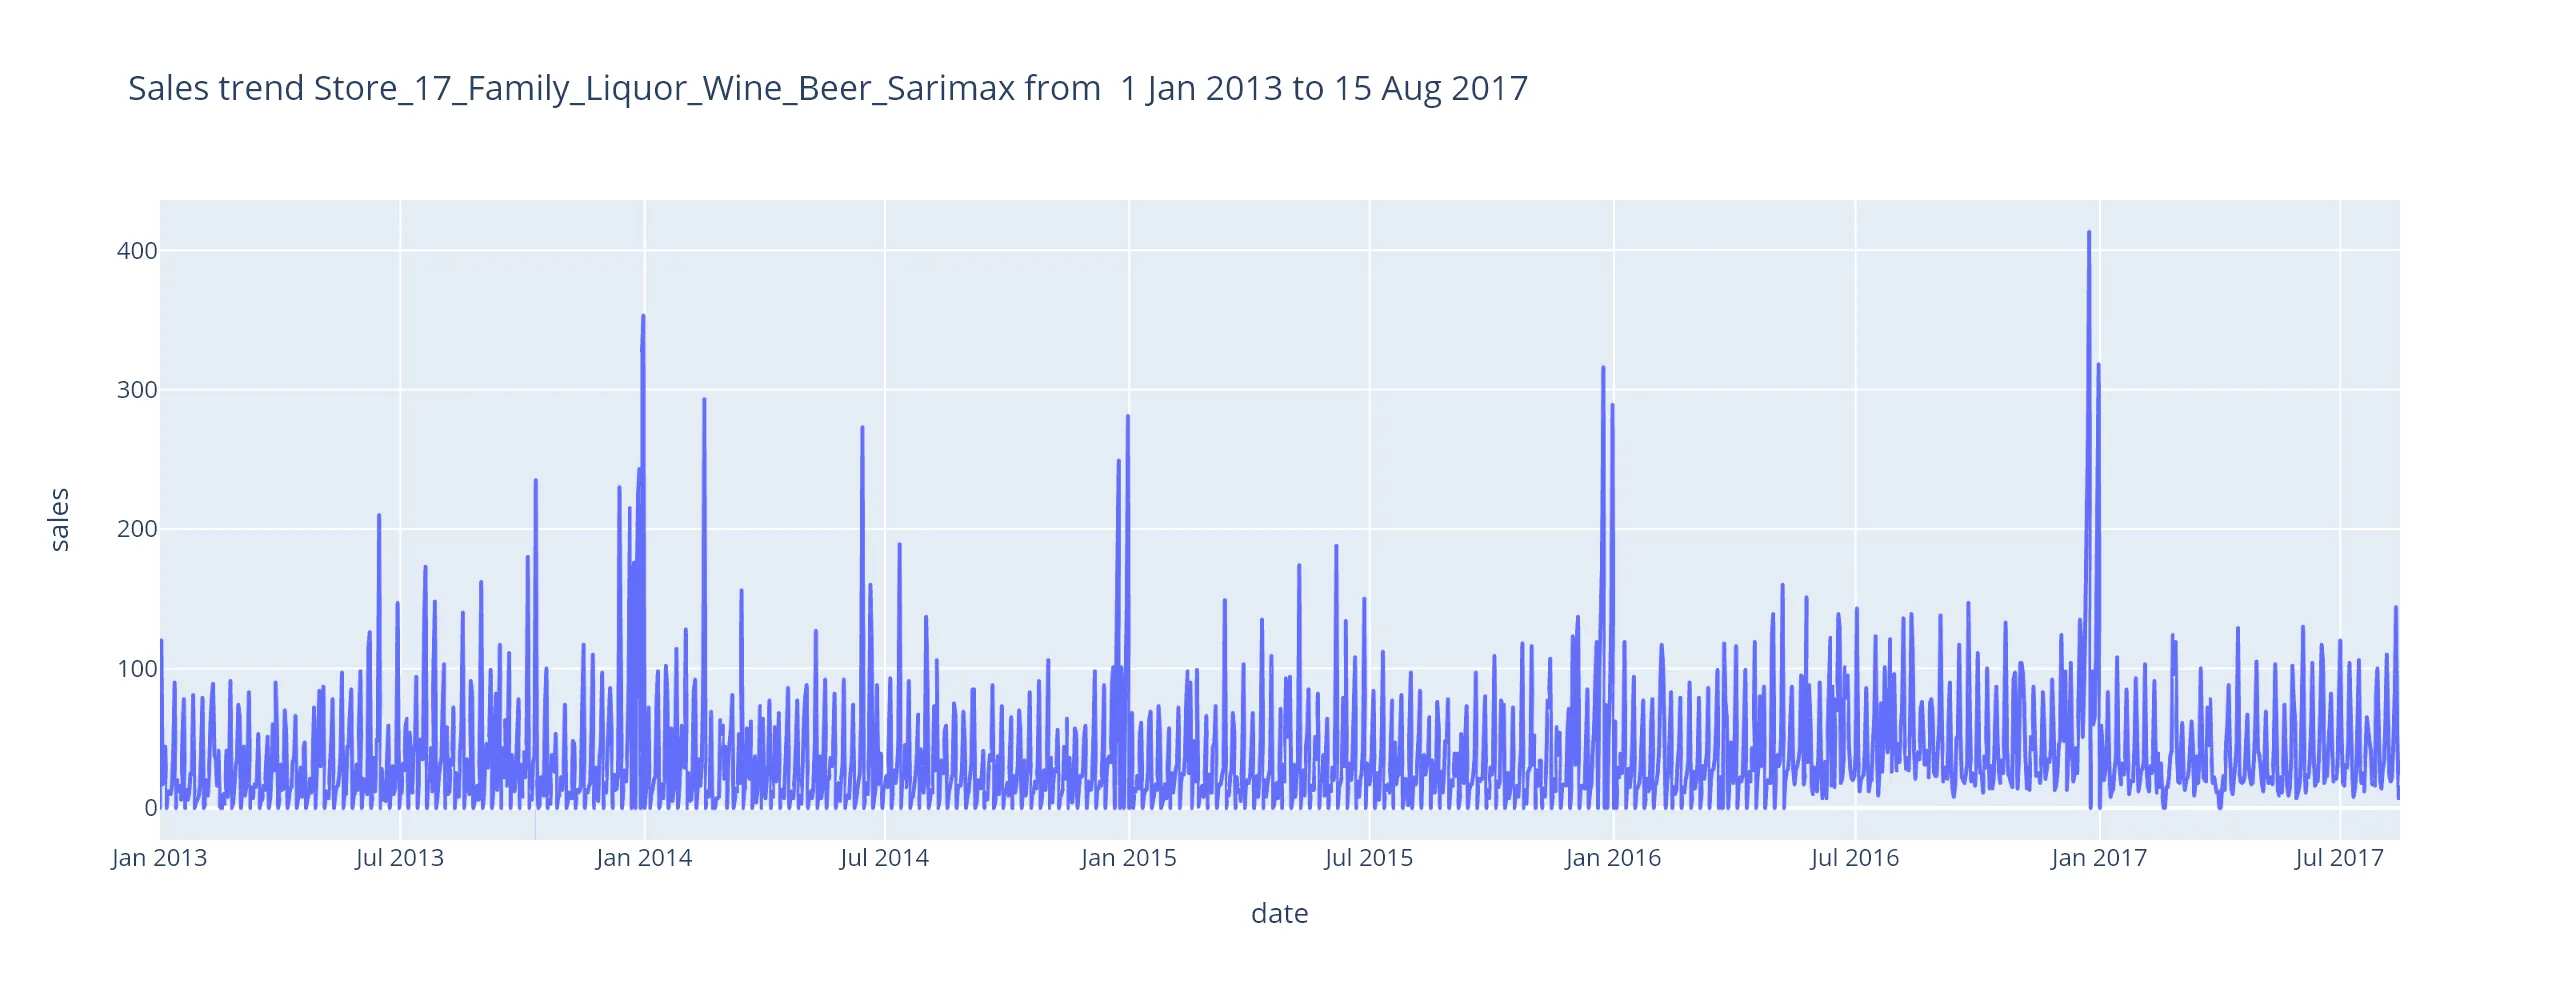 Sales trend Store_17_Family_Liquor_Wine_Beer_Sarimax from  1 Jan 2013 to 15 Aug 2017
400
300
200
100
0
sales
Jan 2013 Jul 2013 Jan 2014 Jul 2014 Jan 2015 Jul 2015 Jan 2016 Jul 2016 Jan 2017 Jul 2017
date